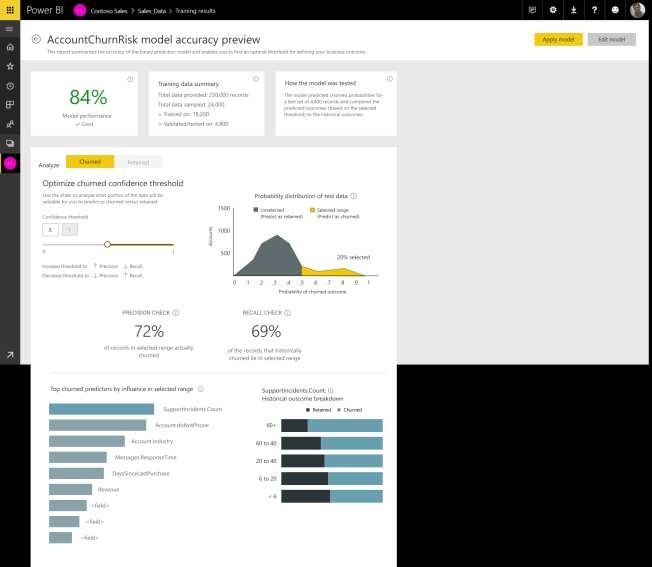 Power BI
Contoso Sales > Sales_Data > Training results
?
AccountChurnRisk model accuracy preview
This report summarises the accuracy of the binary prediction model and enables you to find an optimal threshold for defining your business outcome.
Apply model
Edit model
84%
Model performance
✓ Good
Training data summary
Total data provided: 250,000 records
Total data sampled: 24,000
> Trained on: 19,200
> Validated/tested on: 4,800
How the model was tested
The model predicted churned probabilities for
a test set of 4,800 records and compared the
predicted outcomes (based on the selected
threshold) to the historical outcomes.
Analyze
Churned
Retained
Optimize churned confidence threshold
Use the slider to analyze what portion of the data will be
valuable for you to predict as churned versus retained.
Confidence threshold
.5
1
0
1
Increase threshold to ↑ Precision ↓ Recall
Decrease threshold to ↓ Precision ↑ Recall
Probability distribution of test data
Unselected
(Predict as retained)
Selected range
(Predict as churned)
Accounts
1500
1000
500
20% selected
0 .1 .2 .3 .4 .5 .6 .7 .8 .9 1
Probability of churned outcome
PRECISION CHECK
72%
of records in selected range actually
churned
RECALL CHECK
69%
of the records that historically
churned lie in selected range
Top churned predictors by influence in selected range
SupportIncidents.Count
Account.doNotPhone
Account.Industry
Messages.ResponseTime
DaysSinceLastPurchase
Revenue
<field>
<field>
<field>
SupportIncidents.Count:
Historical outcome breakdown
Retained
Churned
60+
60 to 40
20 to 40
6 to 20
< 6